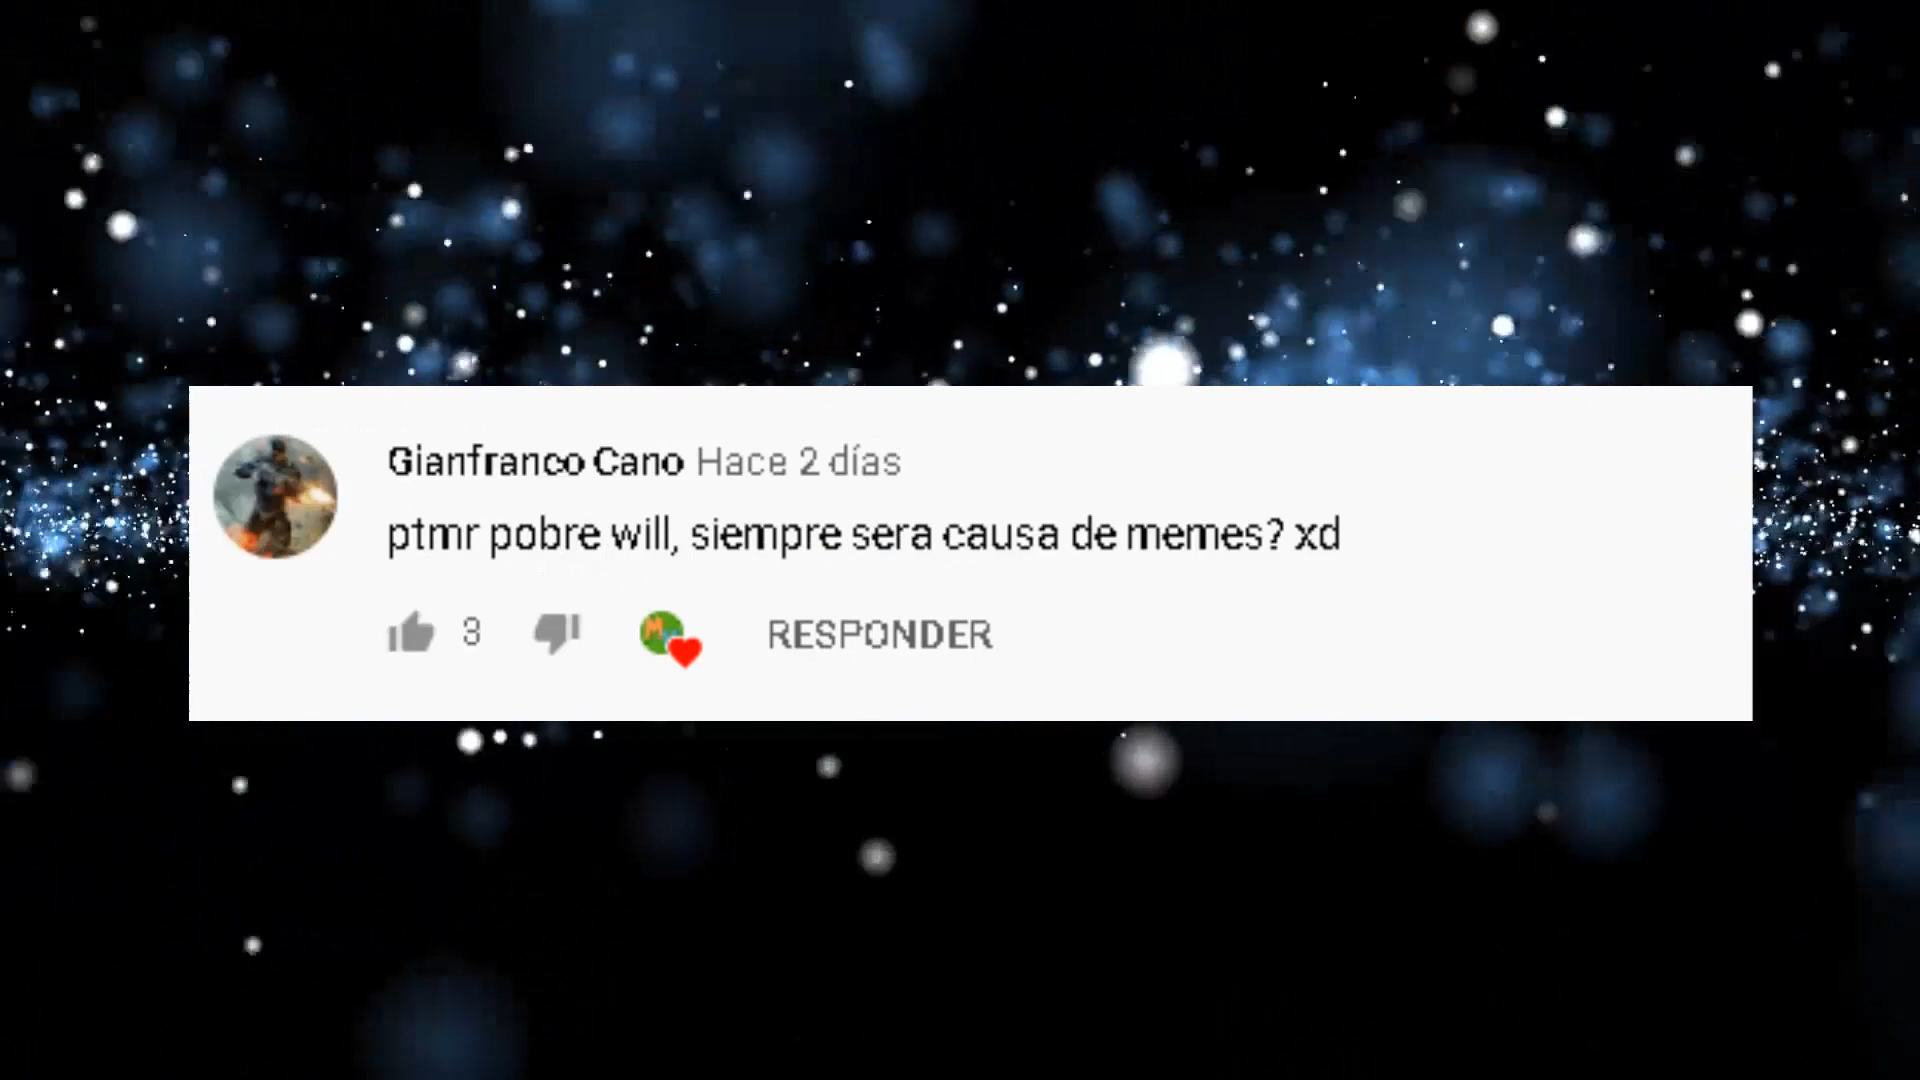 Gianfranco Cano Hace 2 días
ptmr pobre will, siempre sera causa de memes? xd
3 RESPONDER